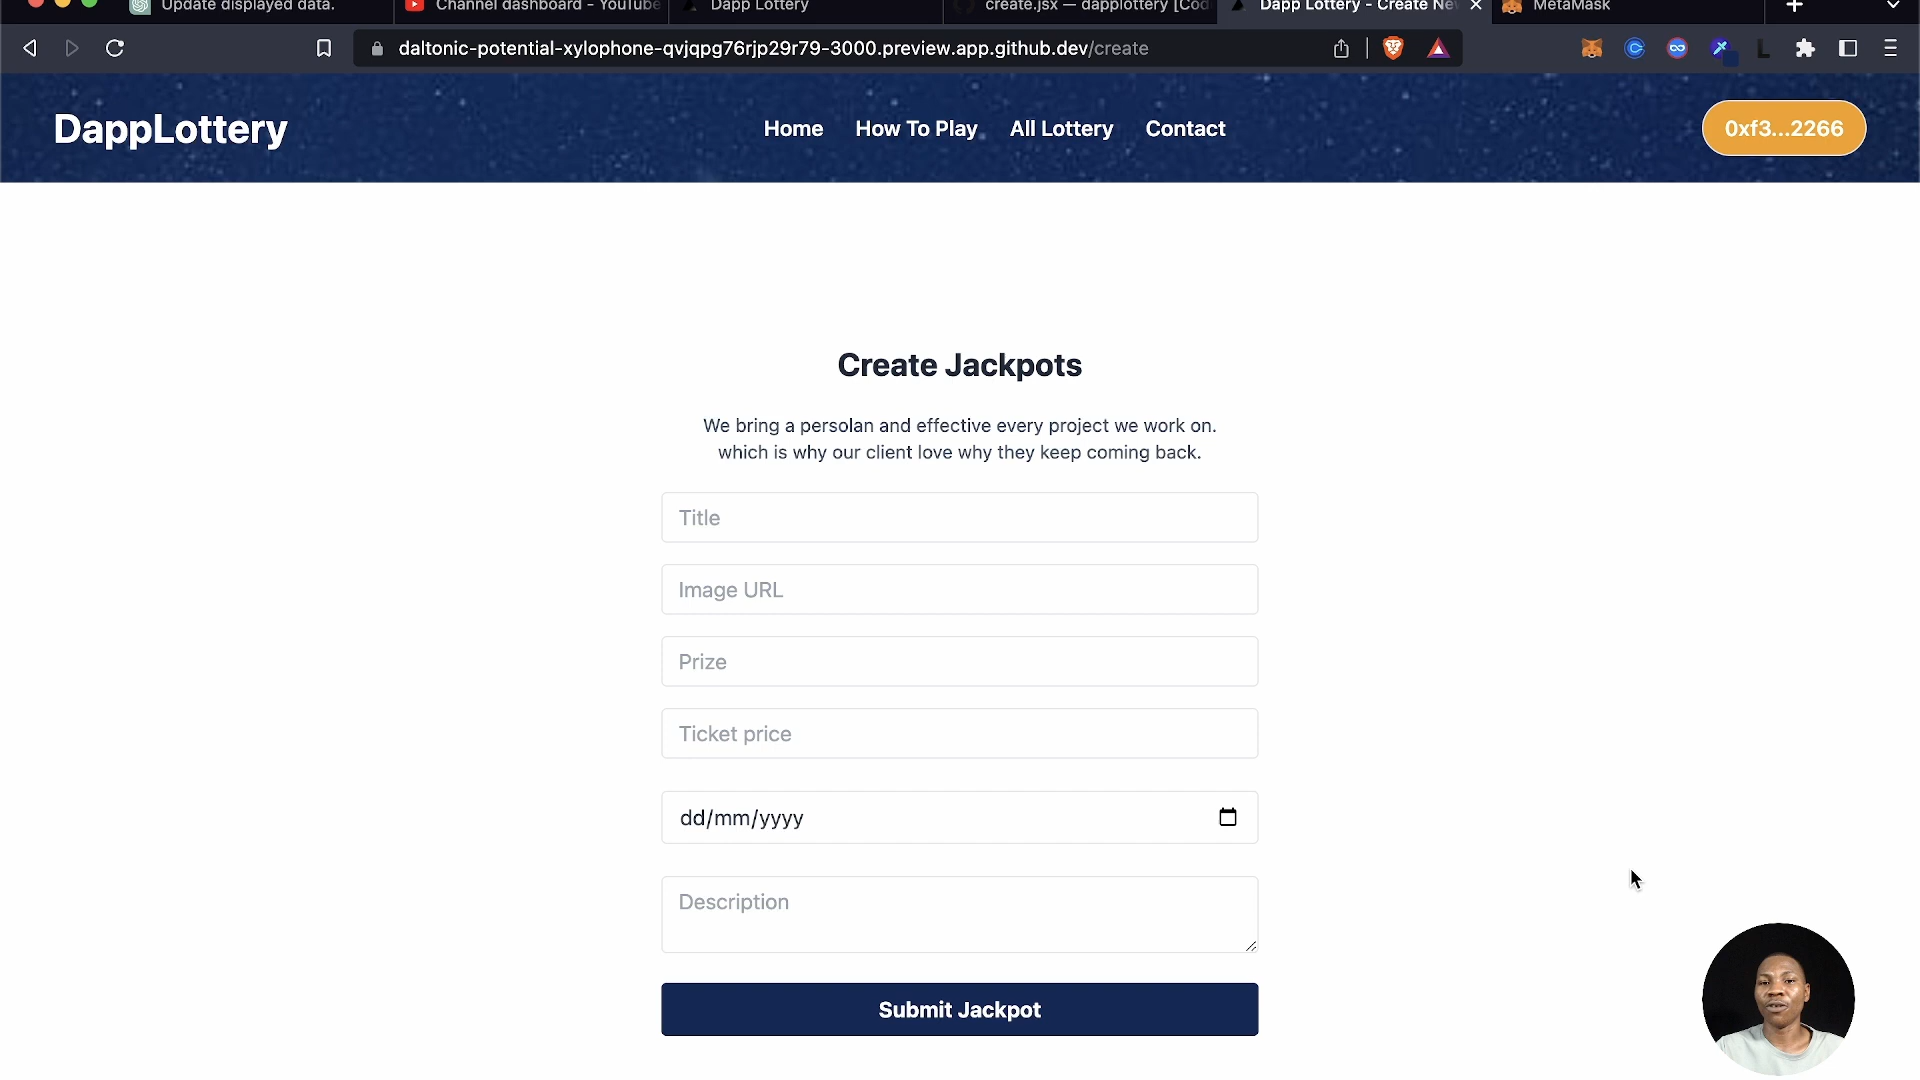 Update displayed data.
Channel dashboard - YouTube
Dapp Lottery
create.jsx — dapplottery [Cod
Dapp Lottery - Create Ne
MetaMask
daltonic-potential-xylophone-qvjqpg76rjp29r79-3000.preview.app.github.dev/create
DappLottery
Home
How To Play
All Lottery
Contact
0xf3...2266
Create Jackpots
We bring a persolan and effective every project we work on.
which is why our client love why they keep coming back.
Title
Image URL
Prize
Ticket price
dd/mm/yyyy
Description
Submit Jackpot